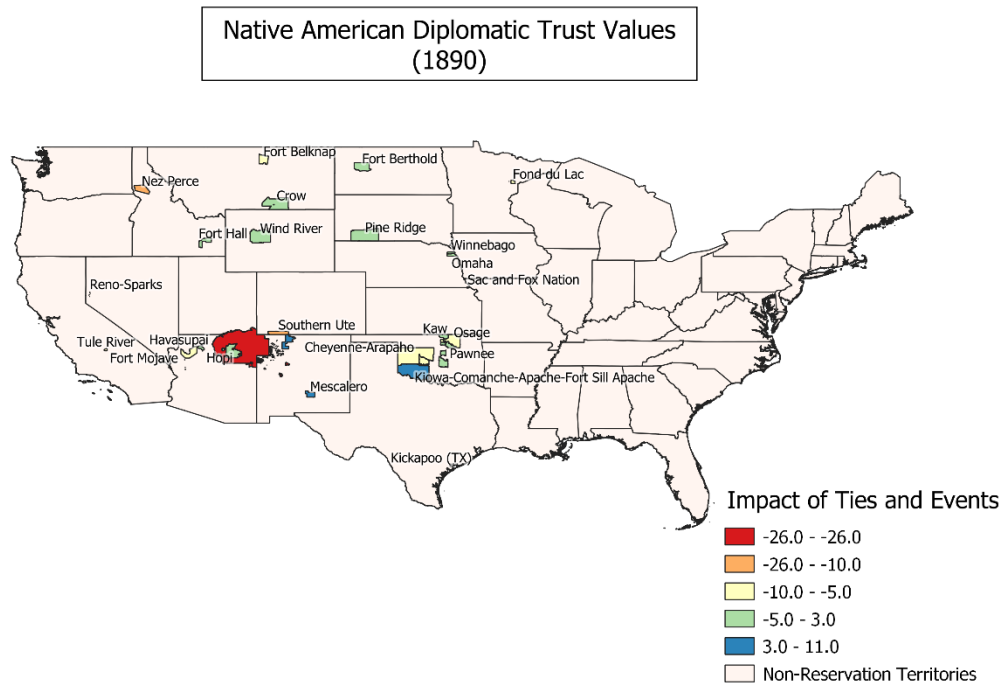 Native American Diplomatic Trust Values
(1890)
Fort Belknap
Fort Berthold
Fond du Lac
Nez Perce
Crow
Fort Hall
Wind River
Pine Ridge
Winnebago
Omaha
Sac and Fox Nation
Reno-Sparks
Southern Ute
Kaw
Osage
Tule River
Havasupai
Cheyenne-Arapaho
Pawnee
Fort Mojave
Hopi
Kiowa-Comanche-Apache-Fort Sill Apache
Mescalero
Kickapoo (TX)
Impact of Ties and Events
-26.0 - -26.0
-26.0 - -10.0
-10.0 - -5.0
-5.0 - 3.0
3.0 - 11.0
Non-Reservation Territories